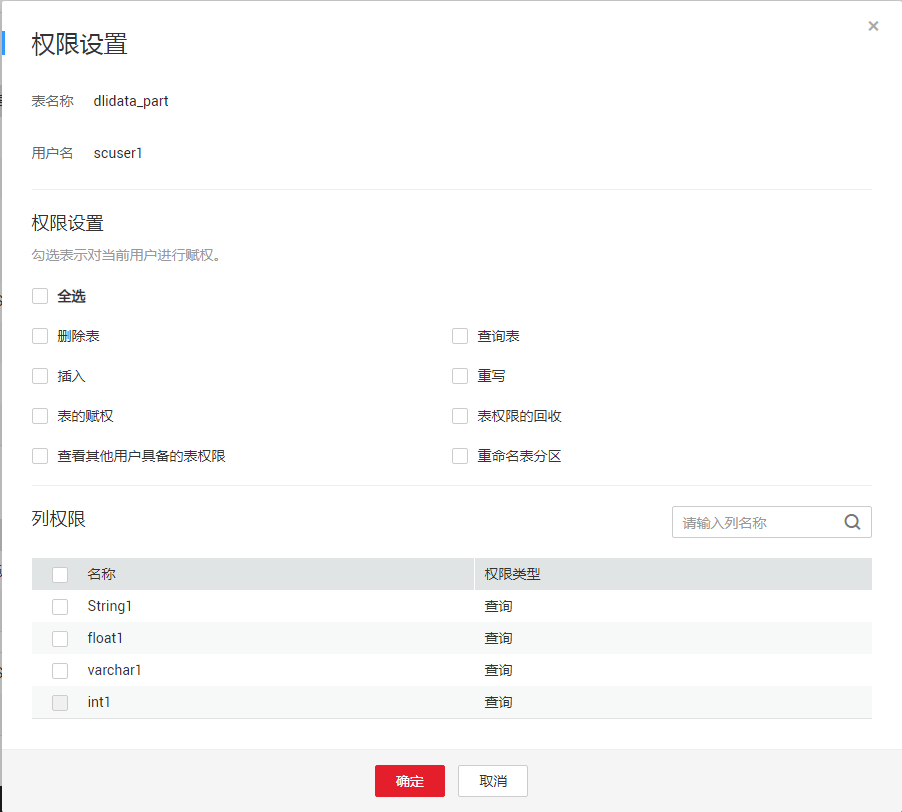 权限设置
表名称 dlidata_part
用户名 scuser1
权限设置
勾选表示对当前用户进行赋权。
全选
删除表 查询表
插入 重写
表的赋权 表权限的回收
查看其他用户具备的表权限 重命名表分区
列权限 请输入列名称
名称 权限类型
String1 查询
float1 查询
varchar1 查询
int1 查询
确定 取消